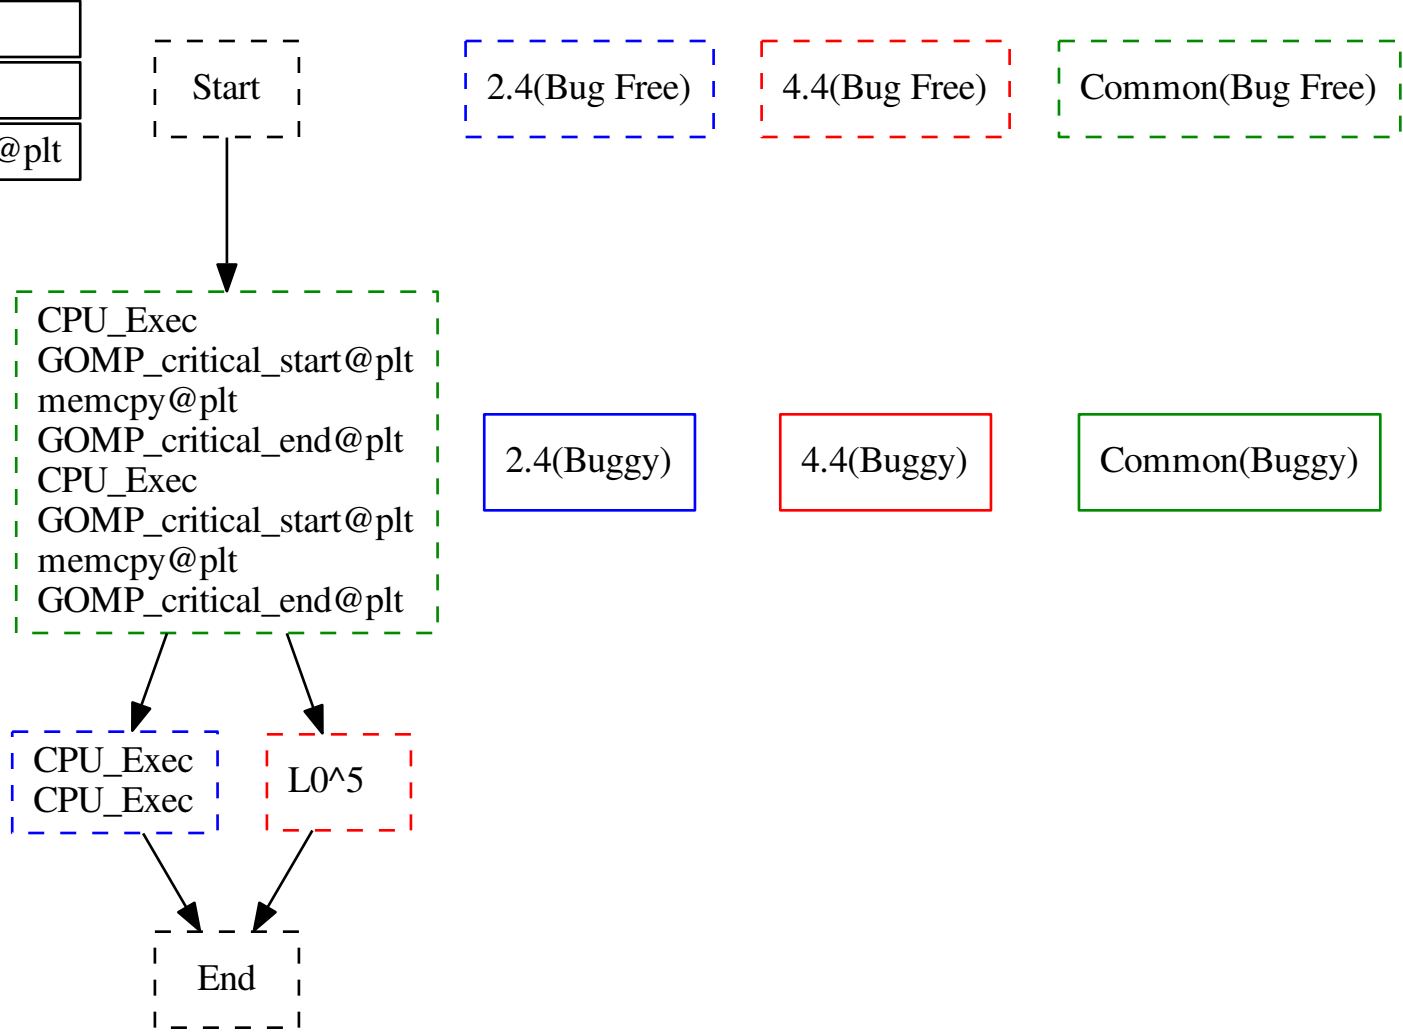 @plt
Start
2.4(Bug Free)
4.4(Bug Free)
Common(Bug Free)
CPU_Exec
GOMP_critical_start@plt
memcpy@plt
GOMP_critical_end@plt
CPU_Exec
GOMP_critical_start@plt
memcpy@plt
GOMP_critical_end@plt
2.4(Buggy)
4.4(Buggy)
Common(Buggy)
CPU_Exec
CPU_Exec
L0^5
End